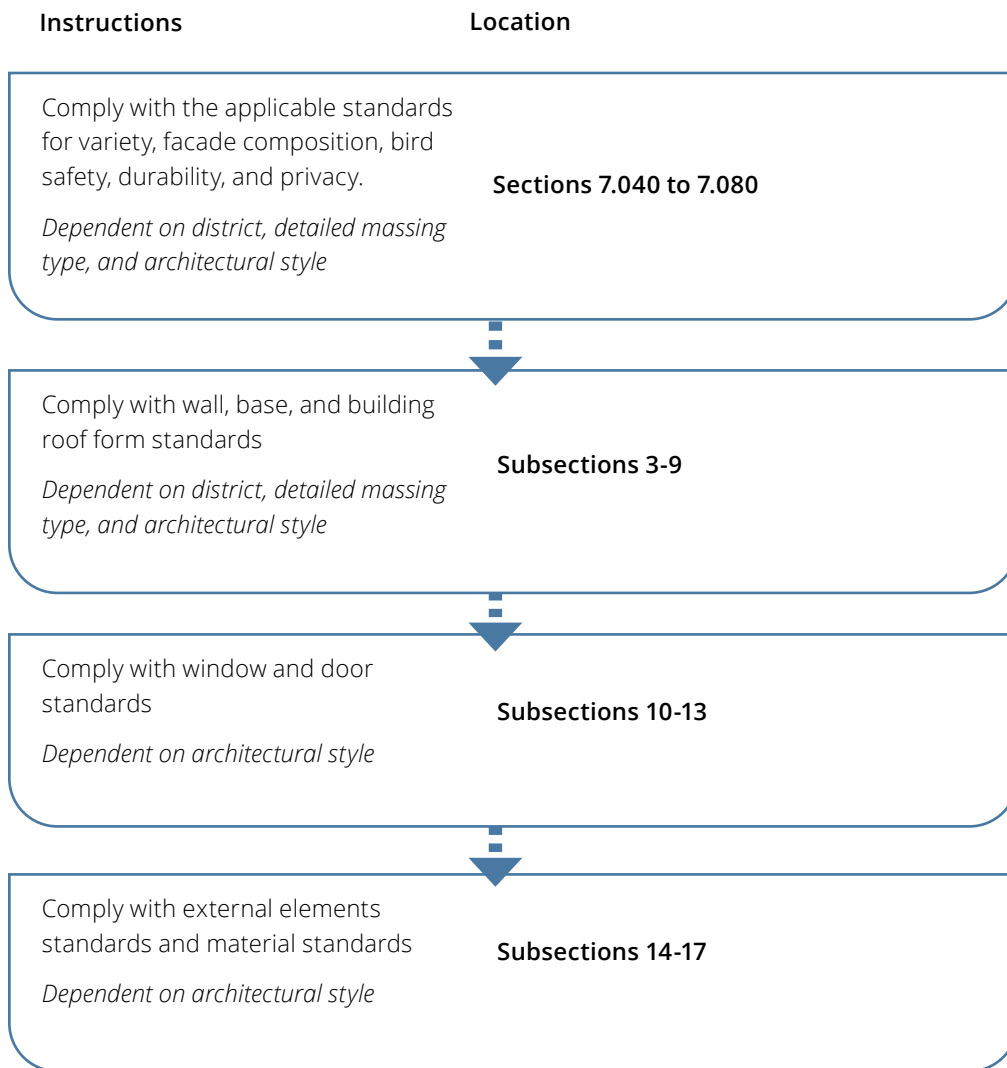 Instructions
Location
Comply with the applicable standards
for variety, facade composition, bird
safety, durability, and privacy.
Sections 7.040 to 7.080
Dependent on district, detailed massing
type, and architectural style
Comply with wall, base, and building
roof form standards
Subsections 3-9
Dependent on district, detailed massing
type, and architectural style
Comply with window and door
standards
Subsections 10-13
Dependent on architectural style
Comply with external elements
standards and material standards
Subsections 14-17
Dependent on architectural style